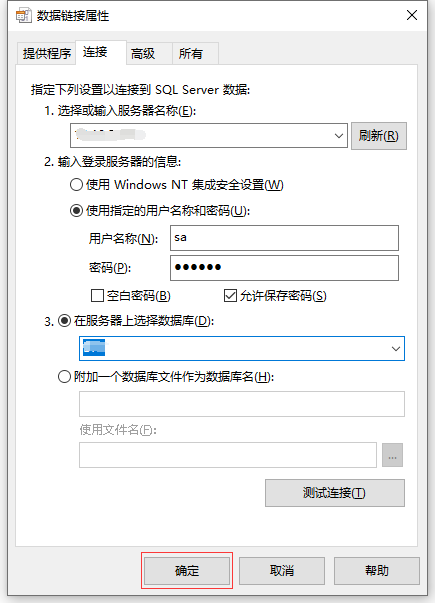 数据链接属性
提供程序 连接 高级 所有
指定下列设置以连接到 SQL Server 数据:
1. 选择或输入服务器名称(E):
刷新(R)
2. 输入登录服务器的信息:
使用 Windows NT 集成安全设置(W)
使用指定的用户名称和密码(U):
用户名称(N): sa
密码(P): ●●●●●●
空白密码(B) 允许保存密码(S)
3. 在服务器上选择数据库(D):
附加一个数据库文件作为数据库名(H):
使用文件名(F):
...
测试连接(T)
确定 取消 帮助